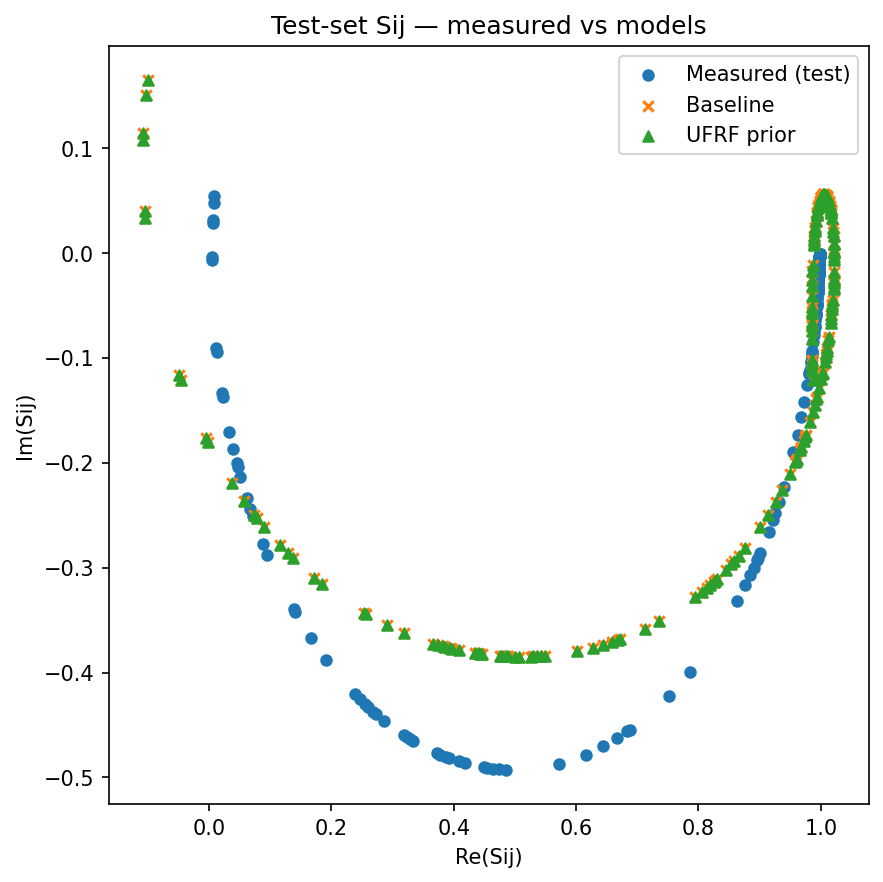 Test-set Sij — measured vs models
Measured (test)
Baseline
UFRF prior
0.1
0.0
−0.1
−0.2
−0.3
−0.4
−0.5
Im(Sij)
0.0 0.2 0.4 0.6 0.8 1.0
Re(Sij)